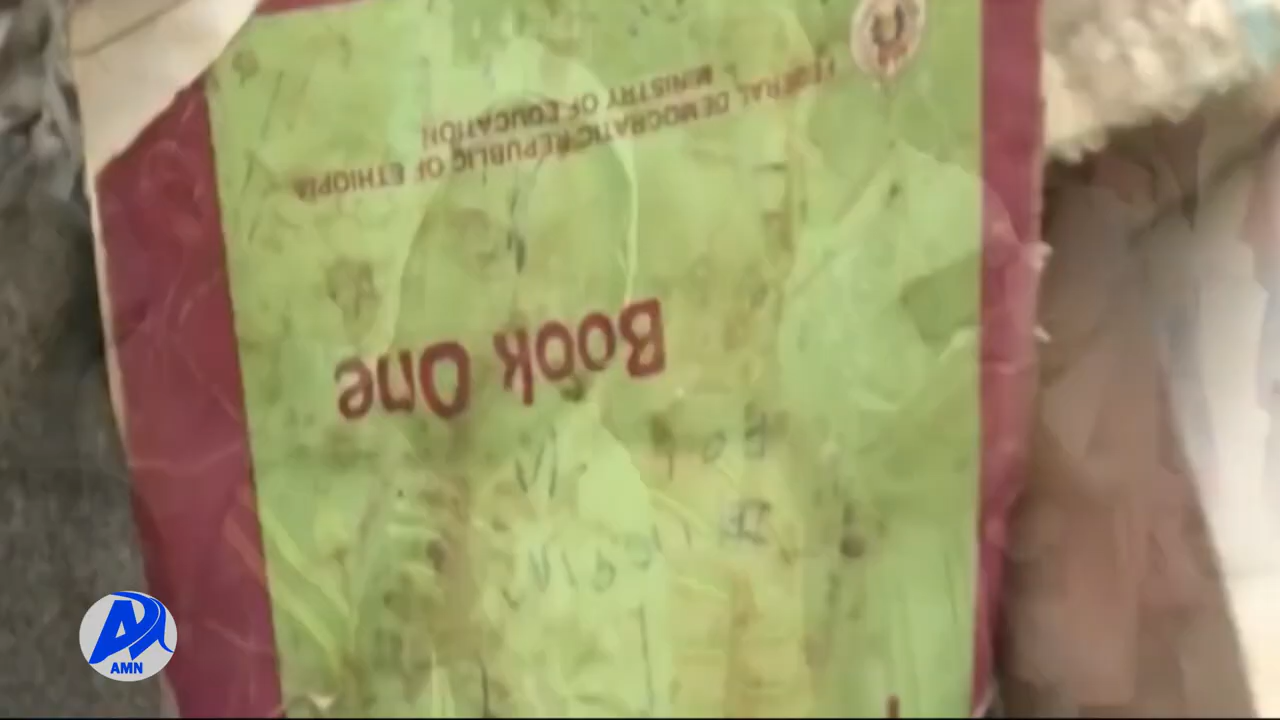 FEDERAL DEMOCRATIC REPUBLIC OF ETHIOPIA
MINISTRY OF EDUCATION
Book One
AMN